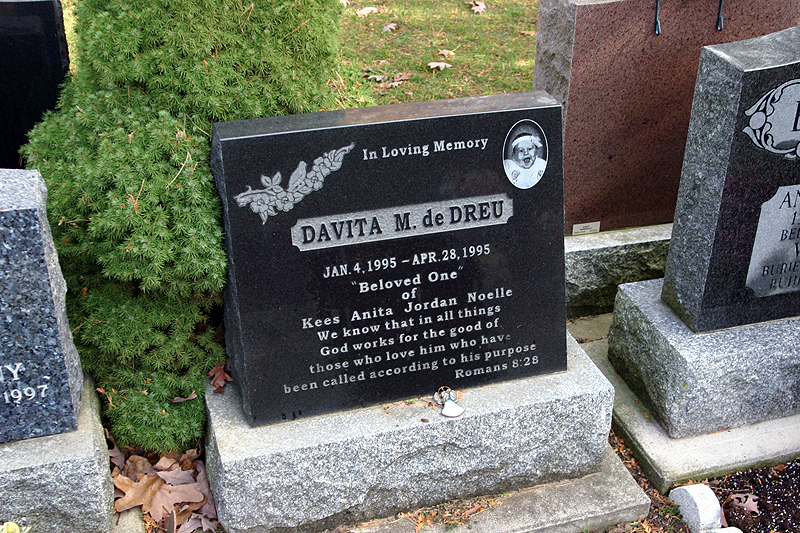 In Loving Memory
DAVITA M. de DREU
JAN. 4, 1995 – APR. 28, 1995
"Beloved One"
of
Kees Anita Jordan Noelle
We know that in all things
God works for the good of
those who love him who have
been called according to his purpose
Romans 8:28
1997